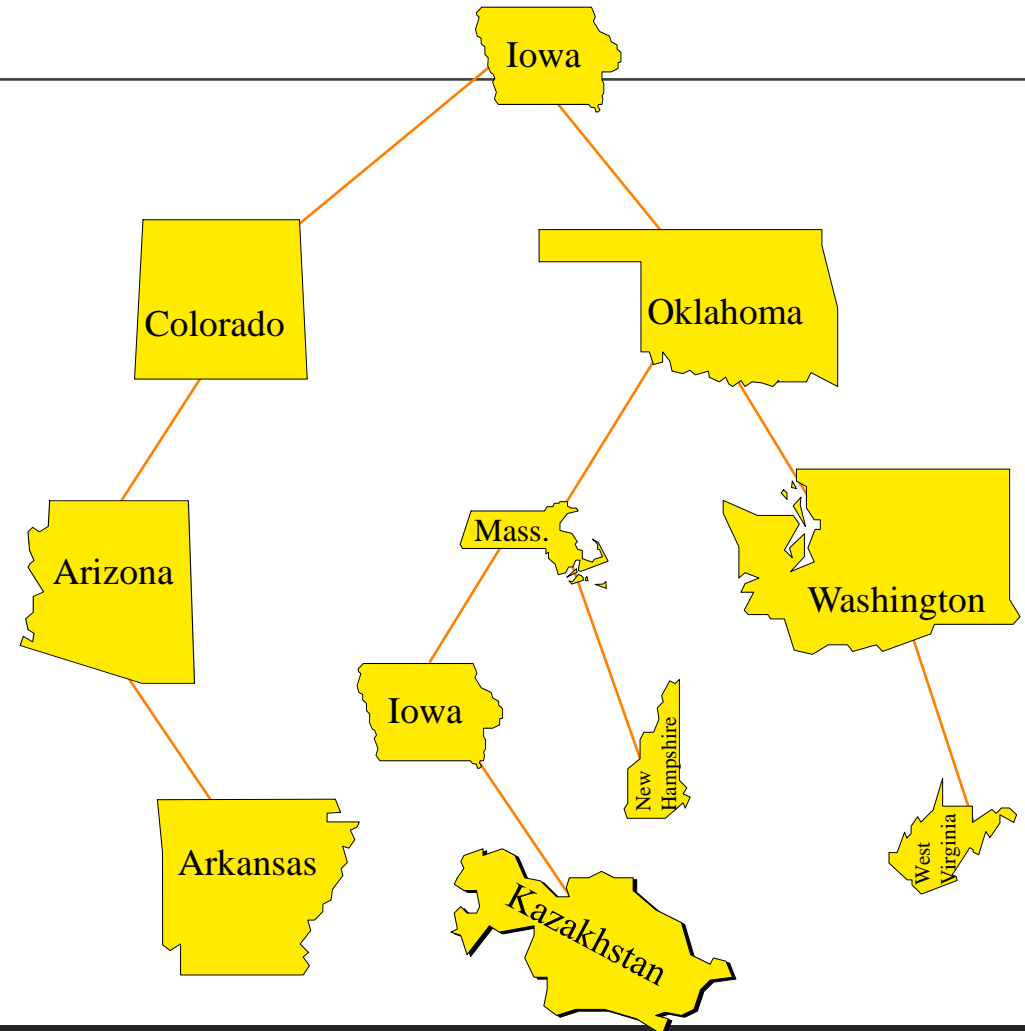 Iowa
Colorado
Oklahoma
Arizona
Mass.
Washington
Iowa
New
Hampshire
Arkansas
West
Virginia
Kazakhstan